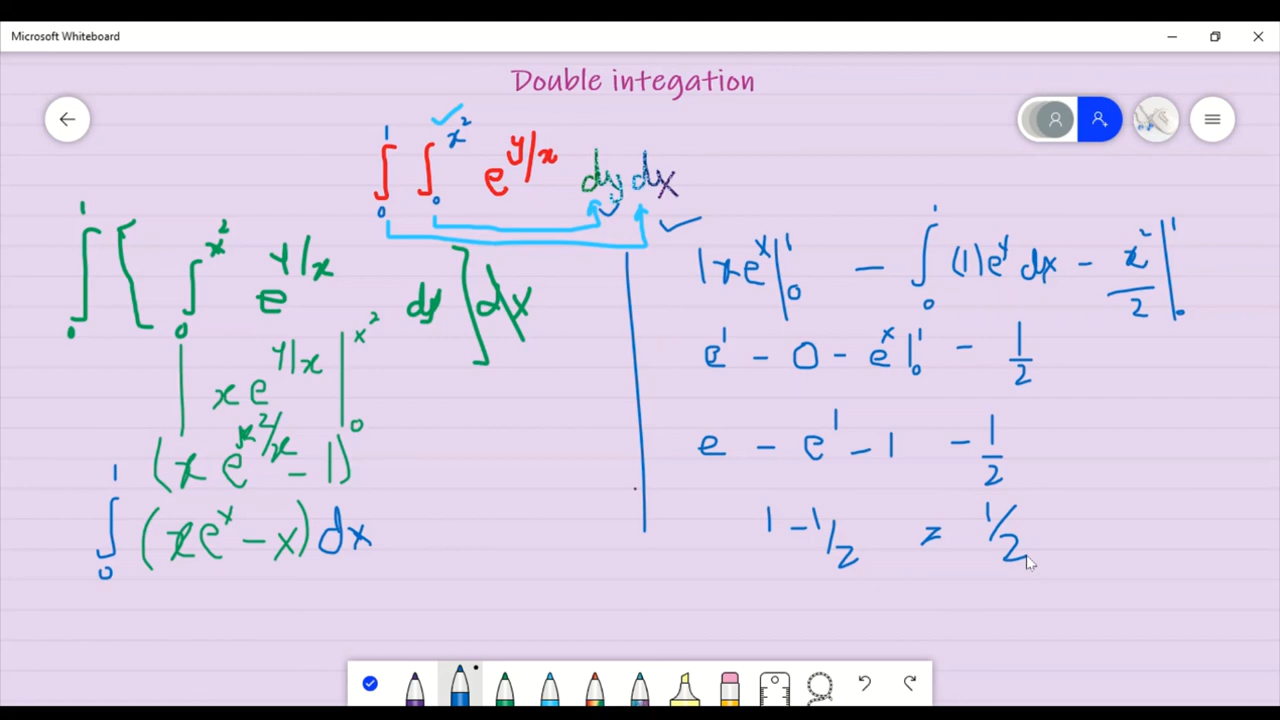 Microsoft Whiteboard
Double integation
∫₀¹ ∫₀^x² e^y/x dy dx
∫₀¹ [ ∫₀^x² e^y/x dy ] dx
| x e^y/x |₀^x²
(x e^x²/x - 1)
∫₀¹ (xe^x - x) dx
|xe^x|₀¹ - ∫₀¹ (1)e^y dx - x²/2 |₀¹
e¹ - 0 - e^x|₀¹ - 1/2
e - e¹ - 1 - 1/2
1 - 1/2 = 1/2